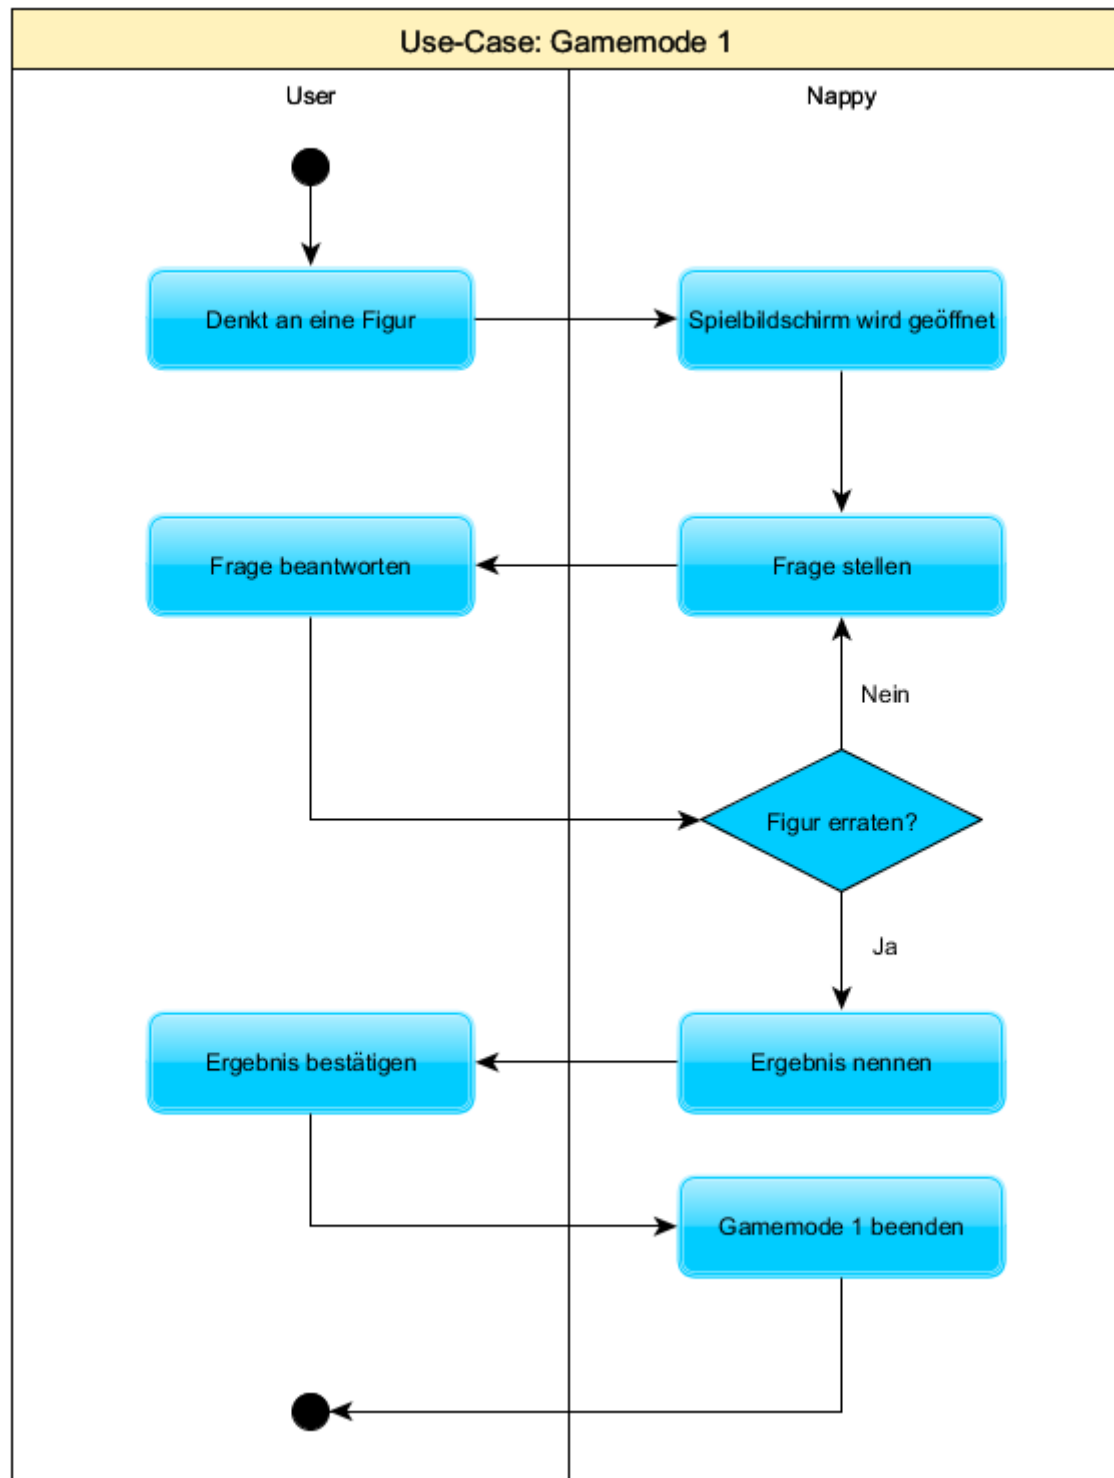 Use-Case: Gamemode 1
User
Nappy
Denkt an eine Figur
Spielbildschirm wird geöffnet
Frage beantworten
Frage stellen
Nein
Figur erraten?
Ja
Ergebnis bestätigen
Ergebnis nennen
Gamemode 1 beenden